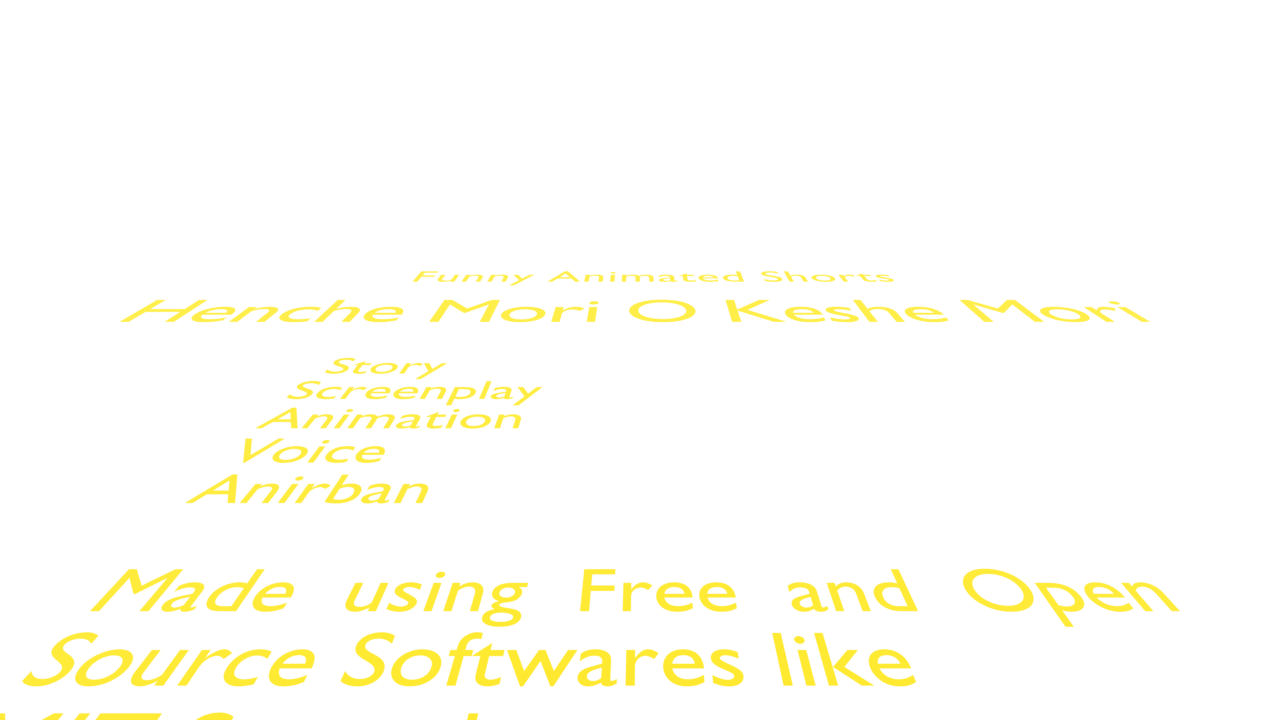 Funny Animated Shorts
Henche Mori O Keshe Mori
Story
Screenplay
Animation
Voice
Anirban
Made using Free and Open
Source Softwares like